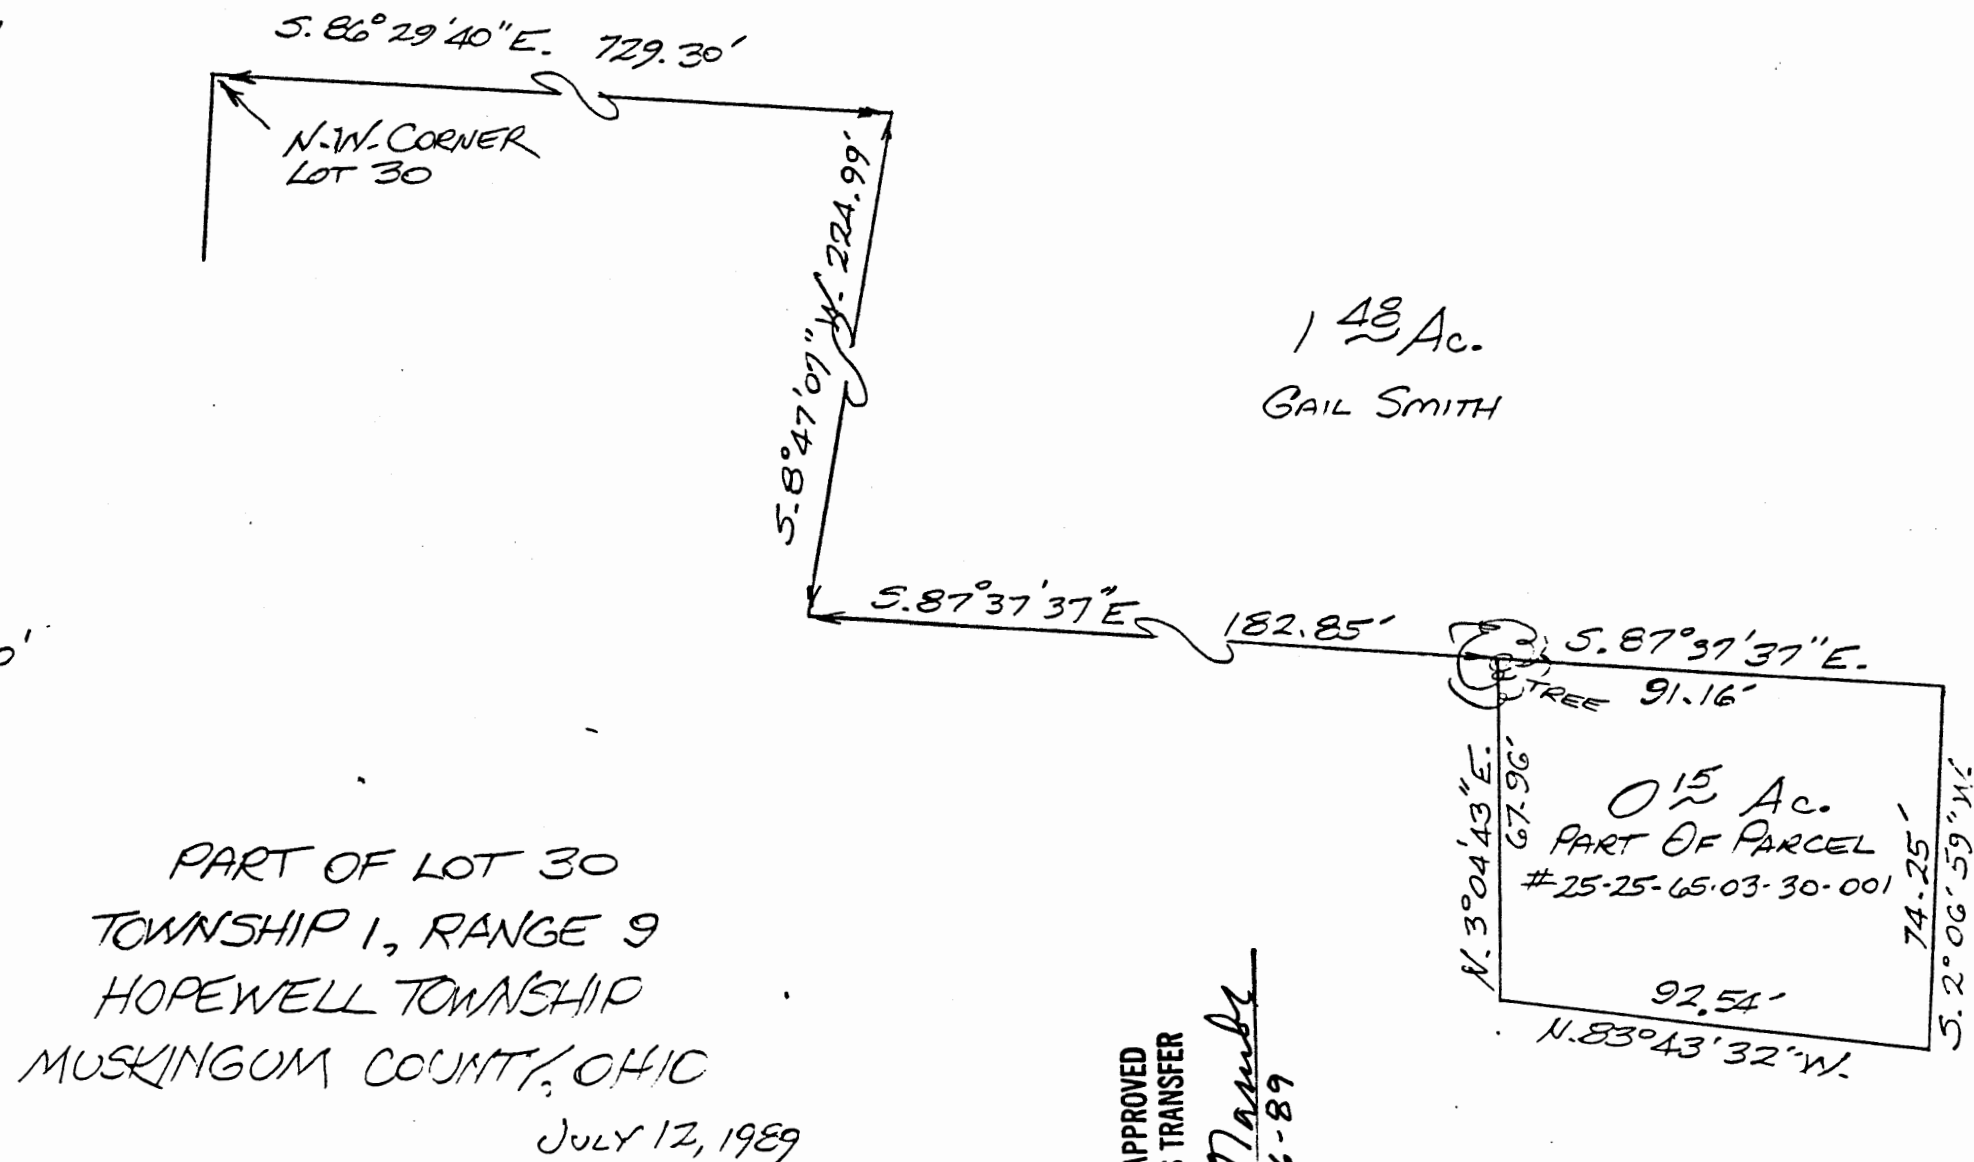 S. 86° 29' 40" E. 729.30'
N.W. CORNER
LOT 30
S. 8° 47' 07" W. 224.99'
1 48 Ac.
GAIL SMITH
S. 87° 37' 37" E. 182.85'
S. 87° 37' 37" E.
91.16'
TREE
N. 3° 04' 43" E.
67.96'
0 15 Ac.
PART OF PARCEL
#25-25-65-03-30-001
74.25'
S. 2° 06' 59" W.
92.54'
N. 83° 43' 32" W.
0'
PART OF LOT 30
TOWNSHIP 1, RANGE 9
HOPEWELL TOWNSHIP
MUSKINGUM COUNTY, OHIO
JULY 12, 1989
APPROVED
TRANSFER
-89